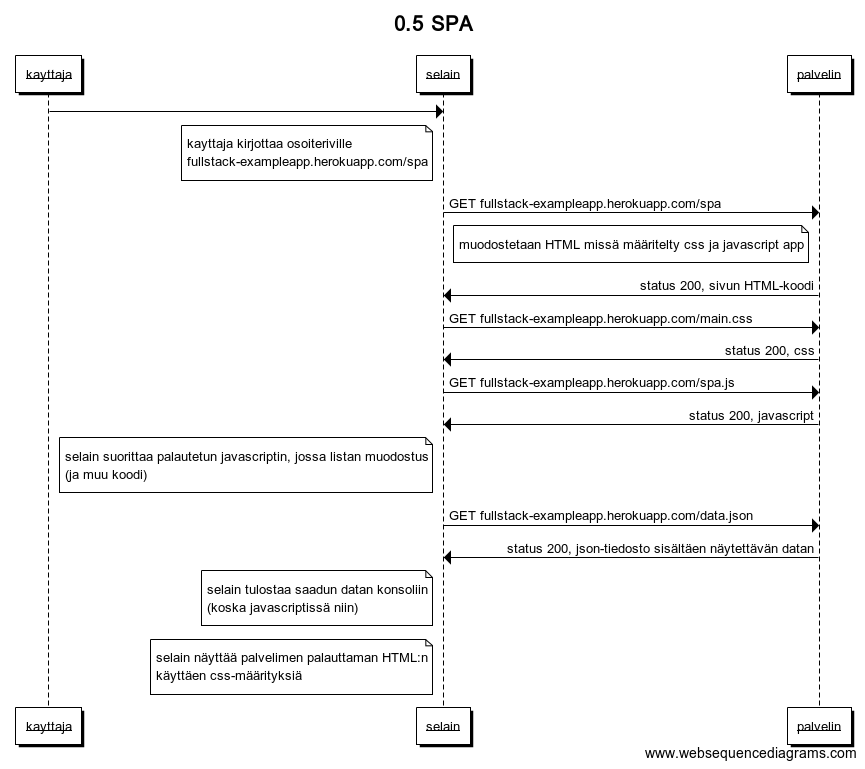 0.5 SPA
kayttaja selain palvelin
kayttaja kirjottaa osoiteriville
fullstack-exampleapp.herokuapp.com/spa
GET fullstack-exampleapp.herokuapp.com/spa
muodostetaan HTML missä määritelty css ja javascript app
status 200, sivun HTML-koodi
GET fullstack-exampleapp.herokuapp.com/main.css
status 200, css
GET fullstack-exampleapp.herokuapp.com/spa.js
status 200, javascript
selain suorittaa palautetun javascriptin, jossa listan muodostus
(ja muu koodi)
GET fullstack-exampleapp.herokuapp.com/data.json
status 200, json-tiedosto sisältäen näytettävän datan
selain tulostaa saadun datan konsoliin
(koska javascriptissä niin)
selain näyttää palvelimen palauttaman HTML:n
käyttäen css-määrityksiä
kayttaja selain palvelin
www.websequencediagrams.com